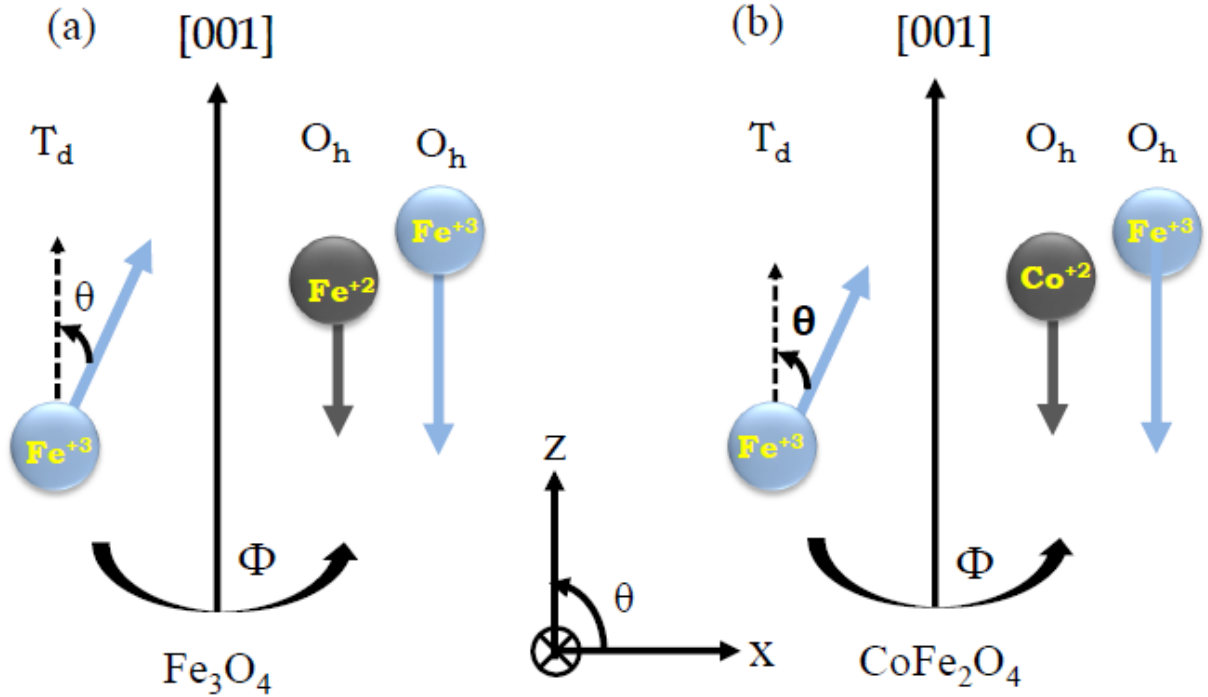 (a)
[001]
T_d
O_h
O_h
Fe⁺³
Fe⁺²
θ
Fe⁺³
Φ
Fe₃O₄
Z
θ
X
(b)
[001]
T_d
O_h
O_h
Fe⁺³
Co⁺²
θ
Fe⁺³
Φ
CoFe₂O₄